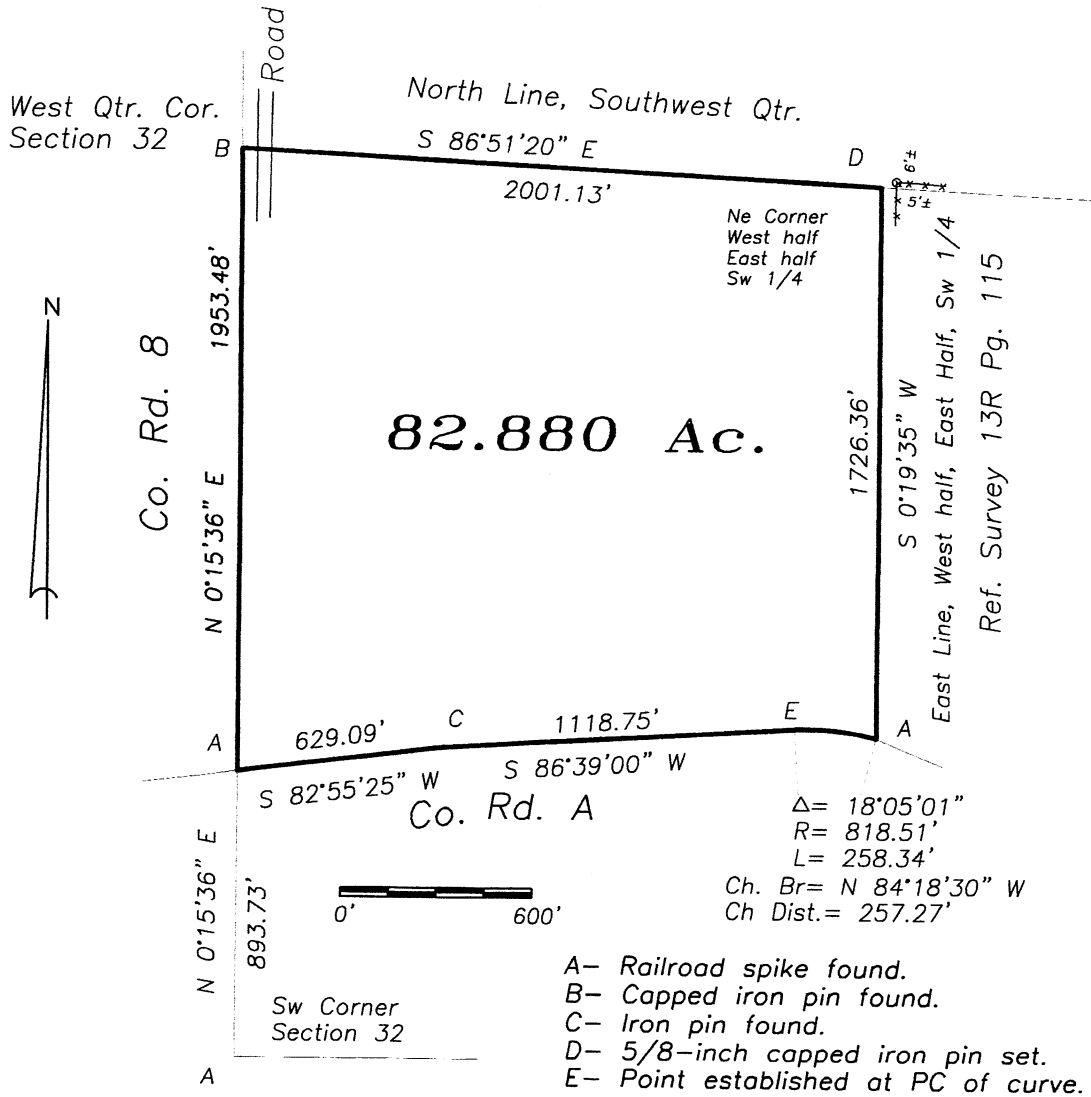 Road
West Qtr. Cor.
Section 32
North Line, Southwest Qtr.
B
S 86°51'20" E
2001.13'
D
6'±
5'±
Ne Corner
West half
East half
Sw 1/4
N
Co. Rd. 8
1953.48'
N 0°15'36" E
82.880 Ac.
1726.36'
S 0°19'35" W
East Line, West half, East Half, Sw 1/4
Ref. Survey 13R Pg. 115
A
629.09'
C
1118.75'
E
A
S 82°55'25" W
S 86°39'00" W
Co. Rd. A
Δ= 18°05'01"
R= 818.51'
L= 258.34'
Ch. Br= N 84°18'30" W
Ch Dist.= 257.27'
N 0°15'36" E
893.73'
0'
600'
Sw Corner
Section 32
A
A– Railroad spike found.
B– Capped iron pin found.
C– Iron pin found.
D– 5/8–inch capped iron pin set.
E– Point established at PC of curve.